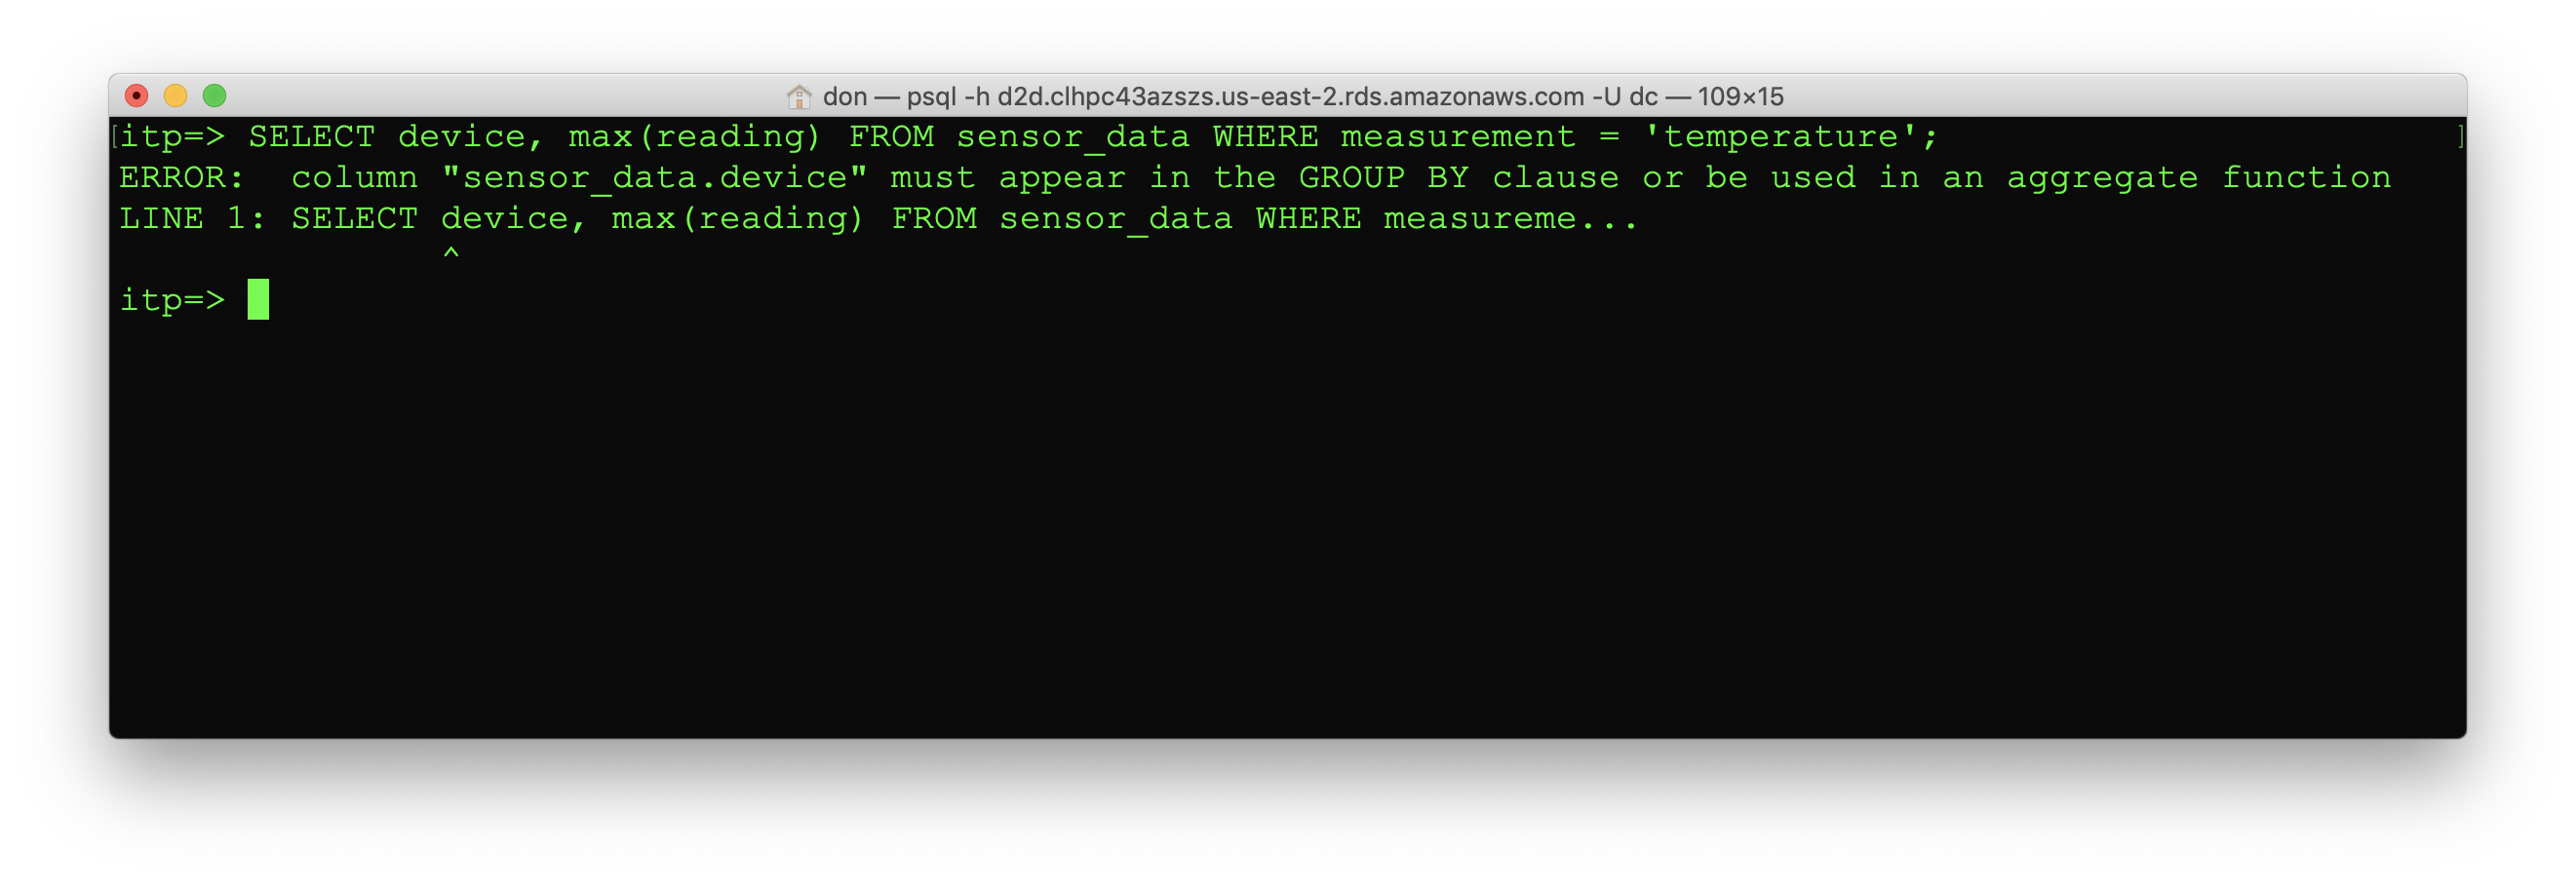 don — psql -h d2d.clhpc43azszs.us-east-2.rds.amazonaws.com -U dc — 109×15
[itp=> SELECT device, max(reading) FROM sensor_data WHERE measurement = 'temperature'; ]
ERROR:  column "sensor_data.device" must appear in the GROUP BY clause or be used in an aggregate function
LINE 1: SELECT device, max(reading) FROM sensor_data WHERE measureme...
^
itp=>